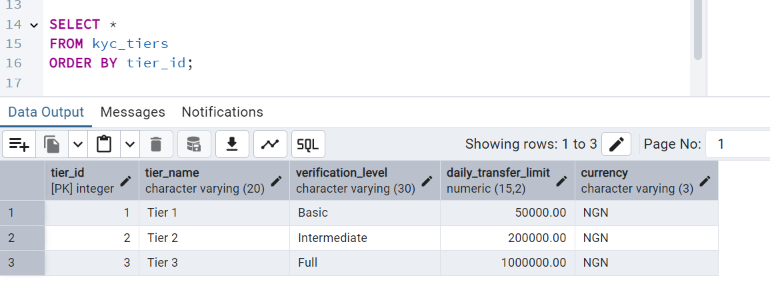 13
14 SELECT *
15 FROM kyc_tiers
16 ORDER BY tier_id;
17
Data Output Messages Notifications
SQL Showing rows: 1 to 3 Page No: 1
tier_id tier_name verification_level daily_transfer_limit currency
[PK] integer character varying (20) character varying (30) numeric (15,2) character varying (3)
1 1 Tier 1 Basic 50000.00 NGN
2 2 Tier 2 Intermediate 200000.00 NGN
3 3 Tier 3 Full 1000000.00 NGN